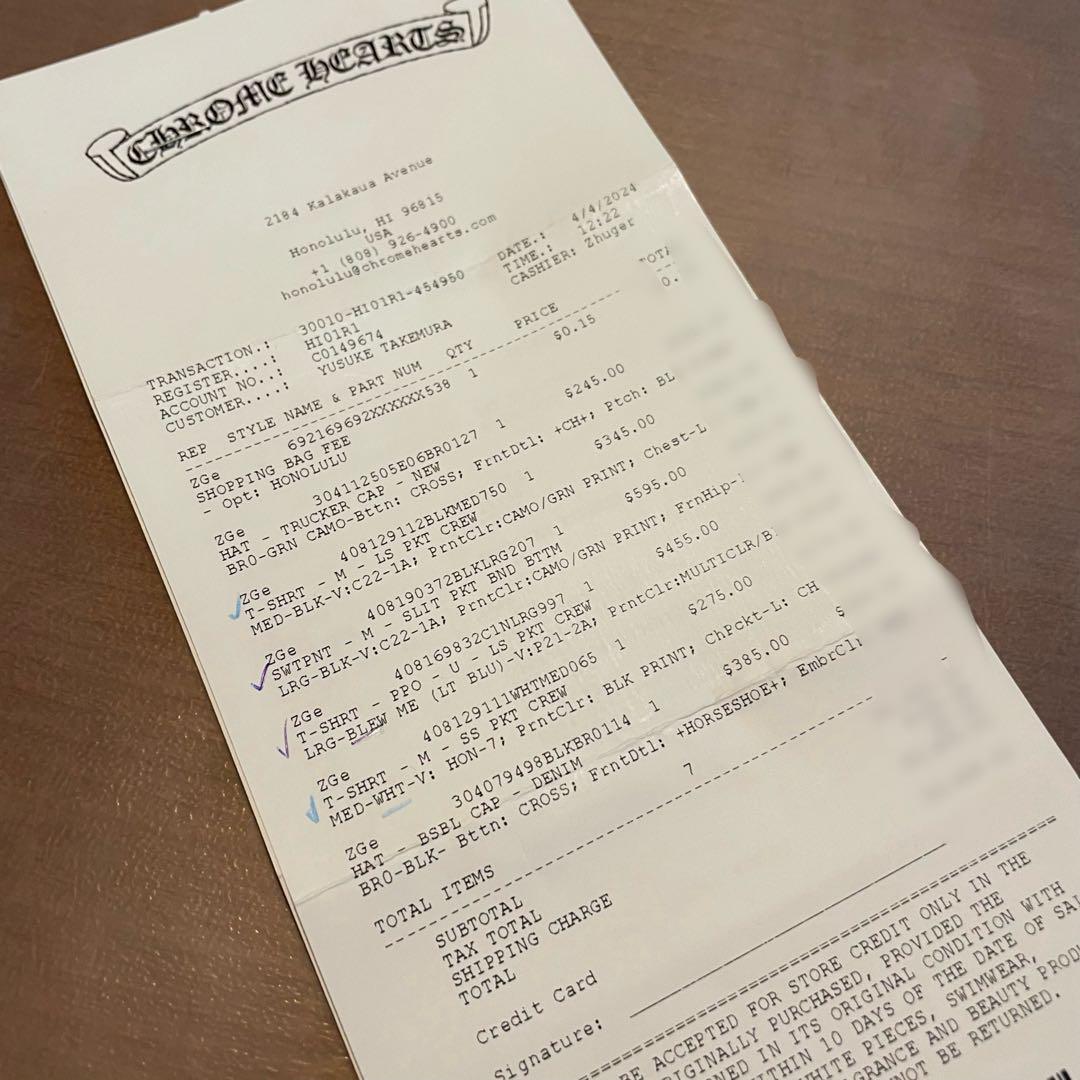 CHROME HEARTS
2184 Kalakaua Avenue
Honolulu, HI 96815
USA
+1 (808) 926-4900
honolulu@chromehearts.com
TRANSACTION.: 30010-HI01R1-454950 DATE.: 4/4/2024
REGISTER....: HI01R1 TIME.: 12:22
ACCOUNT NO..: C0149674 CASHIER: Zhuger
CUSTOMER....: YUSUKE TAKEMURA
REP STYLE NAME & PART NUM QTY PRICE
ZGe 692169692XXXXXX538 1 $0.15 0.
SHOPPING BAG FEE
- Opt: HONOLULU
ZGe 304112505E06BRO127 1 $245.00
HAT - TRUCKER CAP - NEW
BRO-GRN CAMO-Bttn: CROSS; FrntDtl: +CH+; Ptch: BL
ZGe 408129112BLKMED750 1 $345.00
T-SHRT - M - LS PKT CREW
MED-BLK-V:C22-1A; PrntClr:CAMO/GRN PRINT; Chest-L
ZGe 408190372BLKLRG207 1 $595.00
SWTPNT - M - SLIT PKT BND BTTM
LRG-BLK-V:C22-1A; PrntClr:CAMO/GRN PRINT; FrnHip-
ZGe 408169832C1NLRG997 1 $455.00
T-SHRT - PPO - U - LS PKT CREW
LRG-BLEW ME (LT BLU)-V:P21-2A; PrntClr:MULTICLR/B
ZGe 408129111WHTMED065 1 $275.00
T-SHRT - M - SS PKT CREW
MED-WHT-V: HON-7; PrntClr: BLK PRINT; ChPckt-L: CH
ZGe 304079498BLKBRO114 1 $385.00 $
HAT - BSBL CAP - DENIM
BRO-BLK- Bttn: CROSS; FrntDtl: +HORSESHOE+; EmbrClr
TOTAL ITEMS 7
SUBTOTAL
TAX TOTAL
SHIPPING CHARGE
TOTAL
Credit Card
Signature:
BE ACCEPTED FOR STORE CREDIT ONLY IN THE
ORIGINALLY PURCHASED, PROVIDED THE
NED IN ITS ORIGINAL CONDITION WITH
WITHIN 10 DAYS OF THE DATE OF SAL
WHITE PIECES, SWIMWEAR,
GRANCE AND BEAUTY PRODU
NOT BE RETURNED.